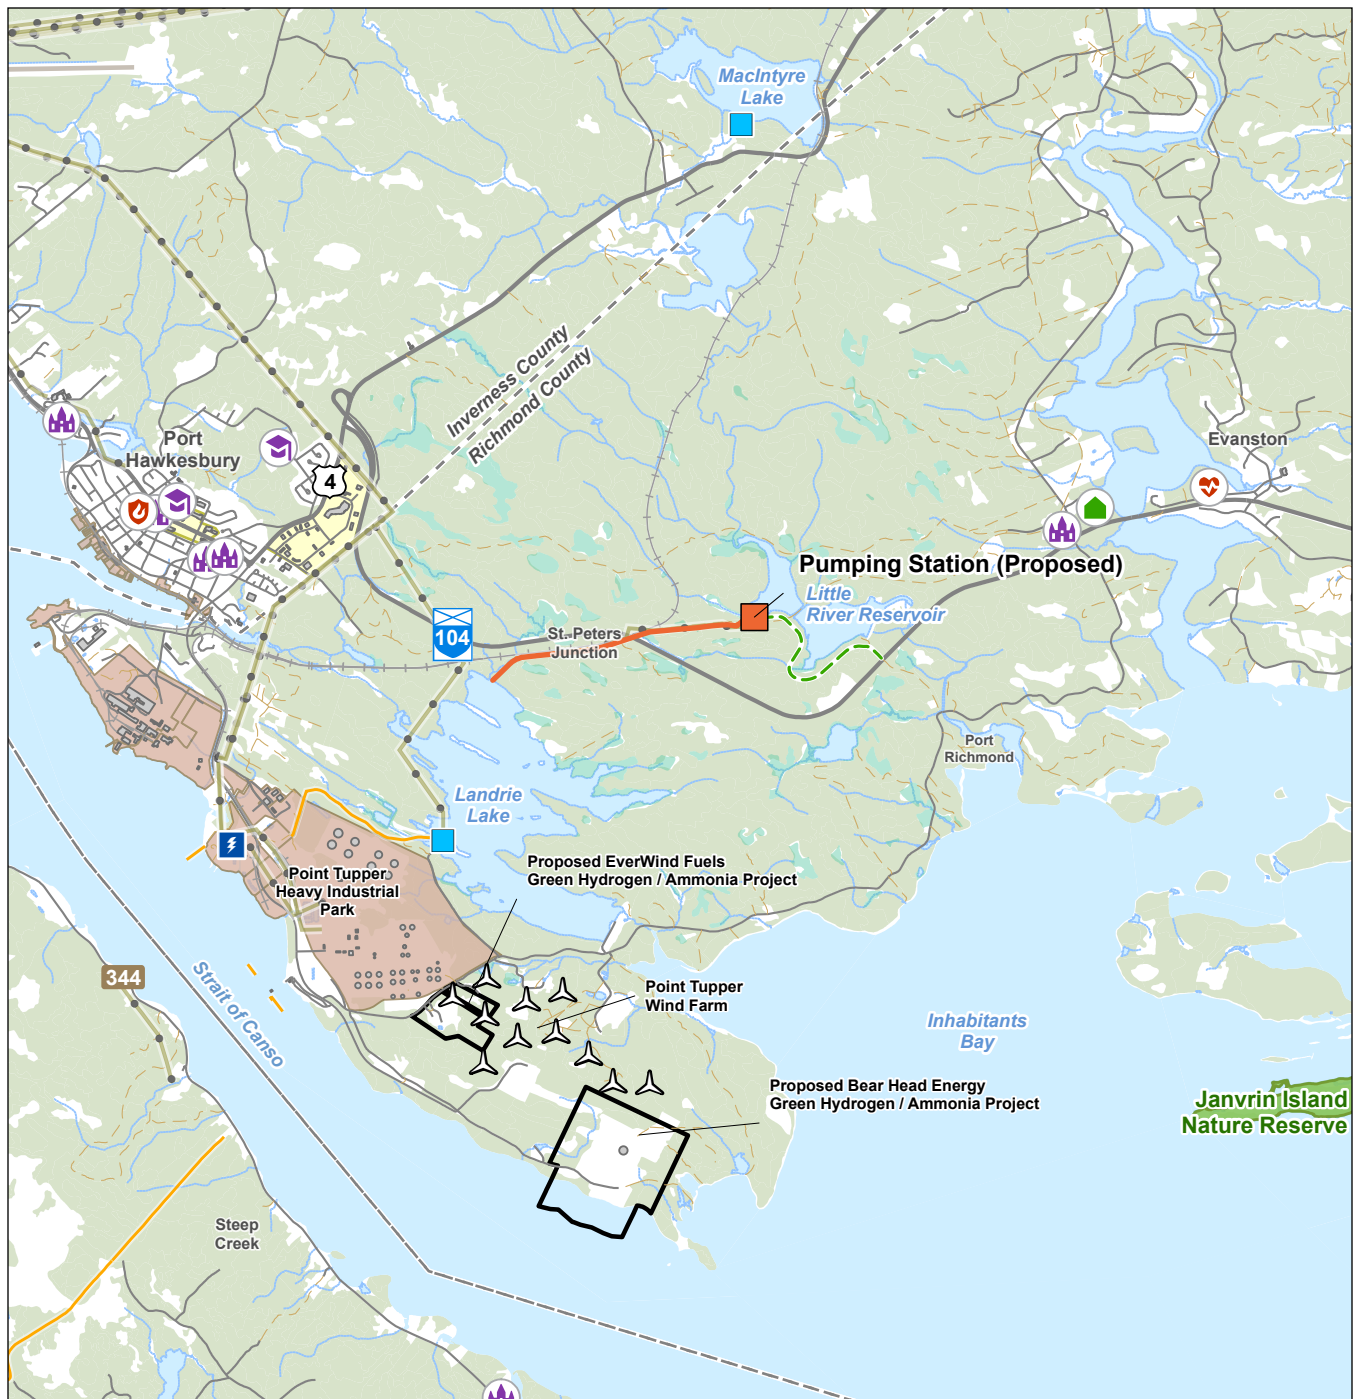 MacIntyre
Lake
Inverness County
Richmond County
Port
Hawkesbury
4
Evanston
Pumping Station (Proposed)
Little
River Reservoir
104
St. Peters
Junction
Port
Richmond
Landrie
Lake
Proposed EverWind Fuels
Green Hydrogen / Ammonia Project
Point Tupper
Heavy Industrial
Park
344
Strait of Canso
Point Tupper
Wind Farm
Inhabitants
Bay
Proposed Bear Head Energy
Green Hydrogen / Ammonia Project
Janvrin Island
Nature Reserve
Steep
Creek